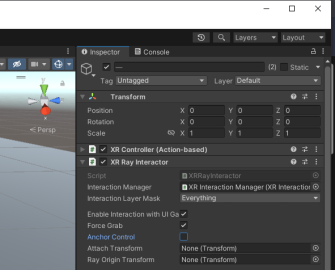 Layers
Layout
Inspector
Console
—
(2)
Static
Tag Untagged
Layer Default
Transform
Position X 0 Y 0 Z 0
Rotation X 0 Y 0 Z 0
Scale X 1 Y 1 Z 1
< Persp
XR Controller (Action-based)
XR Ray Interactor
Script
XRRayInteractor
Interaction Manager
XR Interaction Manager (XR Interaction
Interaction Layer Mask
Everything
Enable Interaction with UI Ga
Force Grab
Anchor Control
Attach Transform
None (Transform)
Ray Origin Transform
None (Transform)